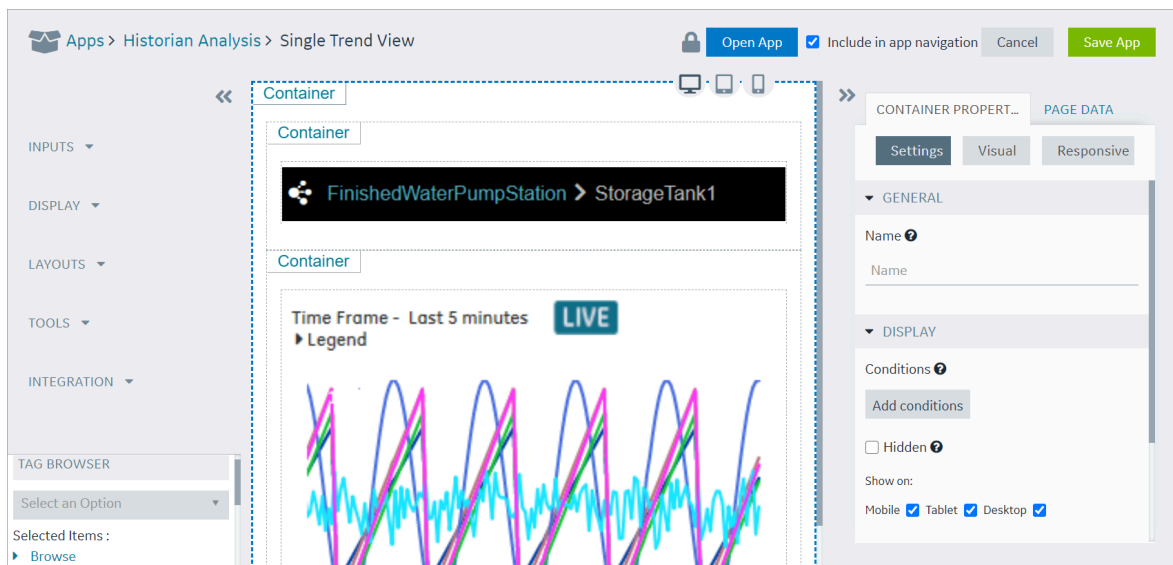 Apps > Historian Analysis > Single Trend View
Open App
Include in app navigation
Cancel
Save App
INPUTS
DISPLAY
LAYOUTS
TOOLS
INTEGRATION
TAG BROWSER
Select an Option
Selected Items :
Browse
Container
Container
FinishedWaterPumpStation > StorageTank1
Container
Time Frame - Last 5 minutes LIVE
Legend
CONTAINER PROPERT... PAGE DATA
Settings Visual Responsive
GENERAL
Name ?
Name
DISPLAY
Conditions ?
Add conditions
Hidden ?
Show on:
Mobile Tablet Desktop